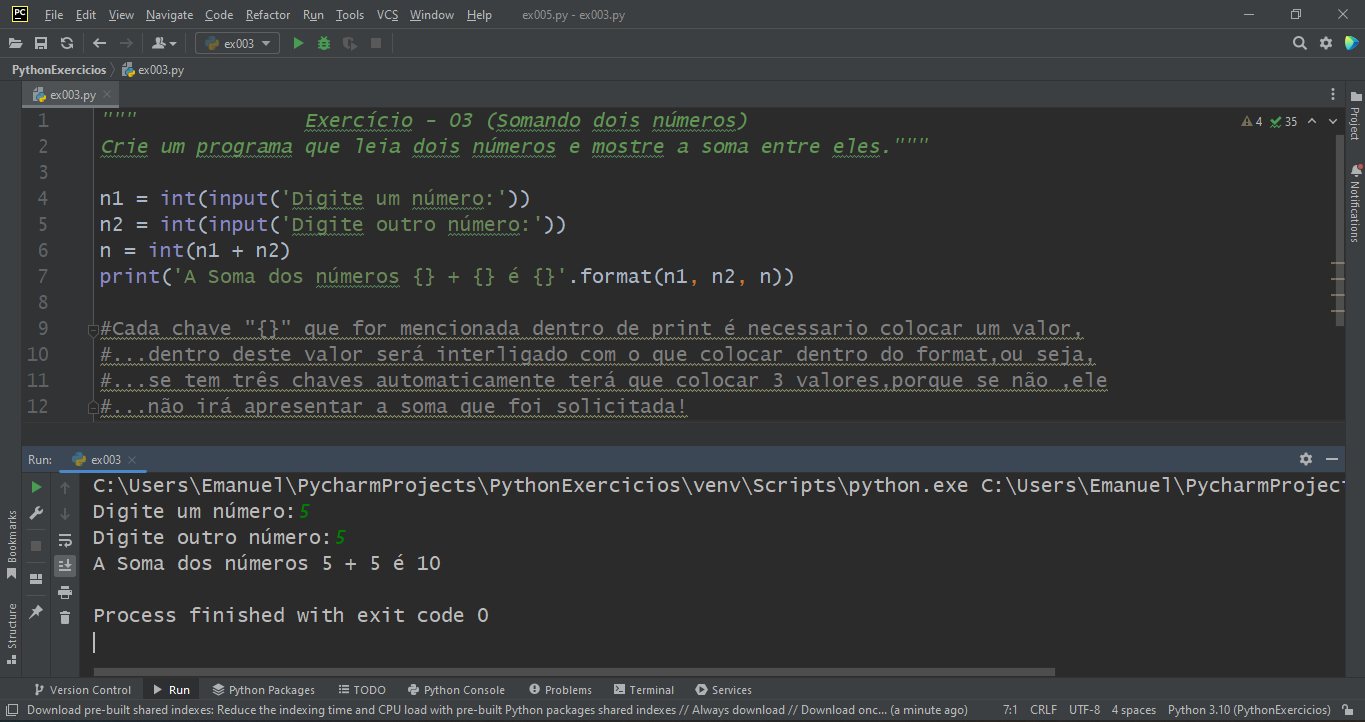 PC File Edit View Navigate Code Refactor Run Tools VCS Window Help ex005.py - ex003.py
ex003
PythonExercicios ex003.py
ex003.py
1 """ Exercício - 03 (Somando dois números)
2 Crie um programa que leia dois números e mostre a soma entre eles."""
3
4 n1 = int(input('Digite um número:'))
5 n2 = int(input('Digite outro número:'))
6 n = int(n1 + n2)
7 print('A Soma dos números {} + {} é {}'.format(n1, n2, n))
8
9 #Cada chave "{}" que for mencionada dentro de print é necessario colocar um valor,
10 #...dentro deste valor será interligado com o que colocar dentro do format,ou seja,
11 #...se tem três chaves automaticamente terá que colocar 3 valores,porque se não ,ele
12 #...não irá apresentar a soma que foi solicitada!
4 35
Project
Notifications
Run: ex003
C:\Users\Emanuel\PycharmProjects\PythonExercicios\venv\Scripts\python.exe C:\Users\Emanuel\PycharmProject
Digite um número:5
Digite outro número:5
A Soma dos números 5 + 5 é 10
Process finished with exit code 0
Bookmarks
Structure
Version Control Run Python Packages TODO Python Console Problems Terminal Services
Download pre-built shared indexes: Reduce the indexing time and CPU load with pre-built Python packages shared indexes // Always download // Download onc... (a minute ago) 7:1 CRLF UTF-8 4 spaces Python 3.10 (PythonExercicios)